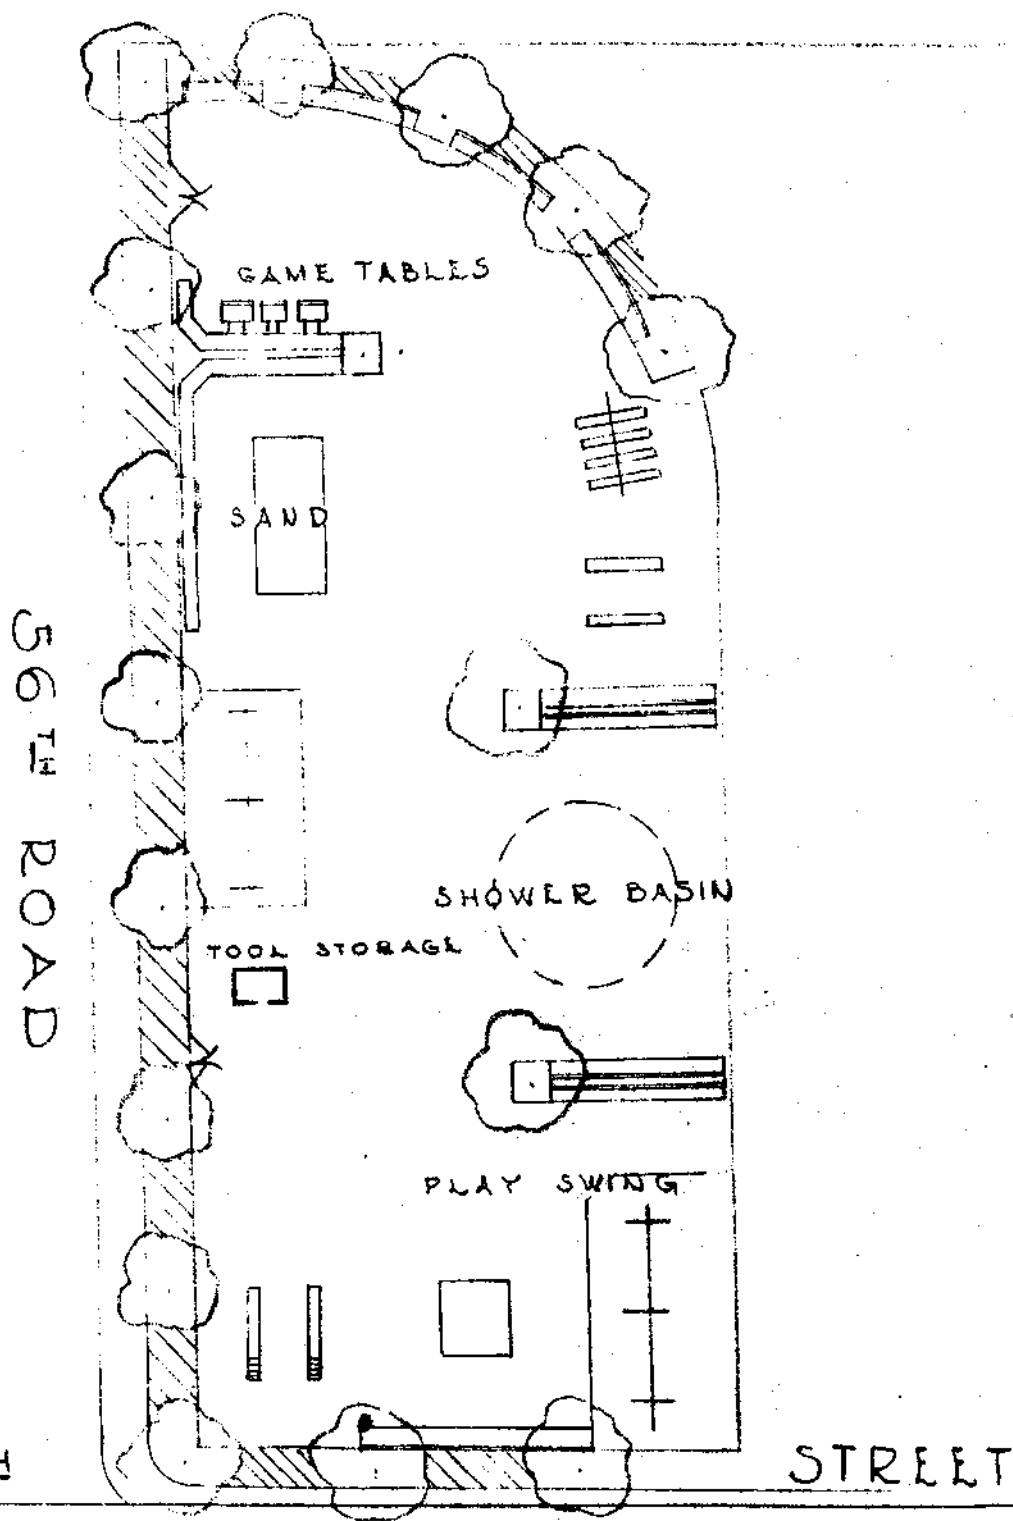 GAME TABLES
SAND
56TH ROAD
SHOWER BASIN
TOOL STORAGE
PLAY SWING
STREET